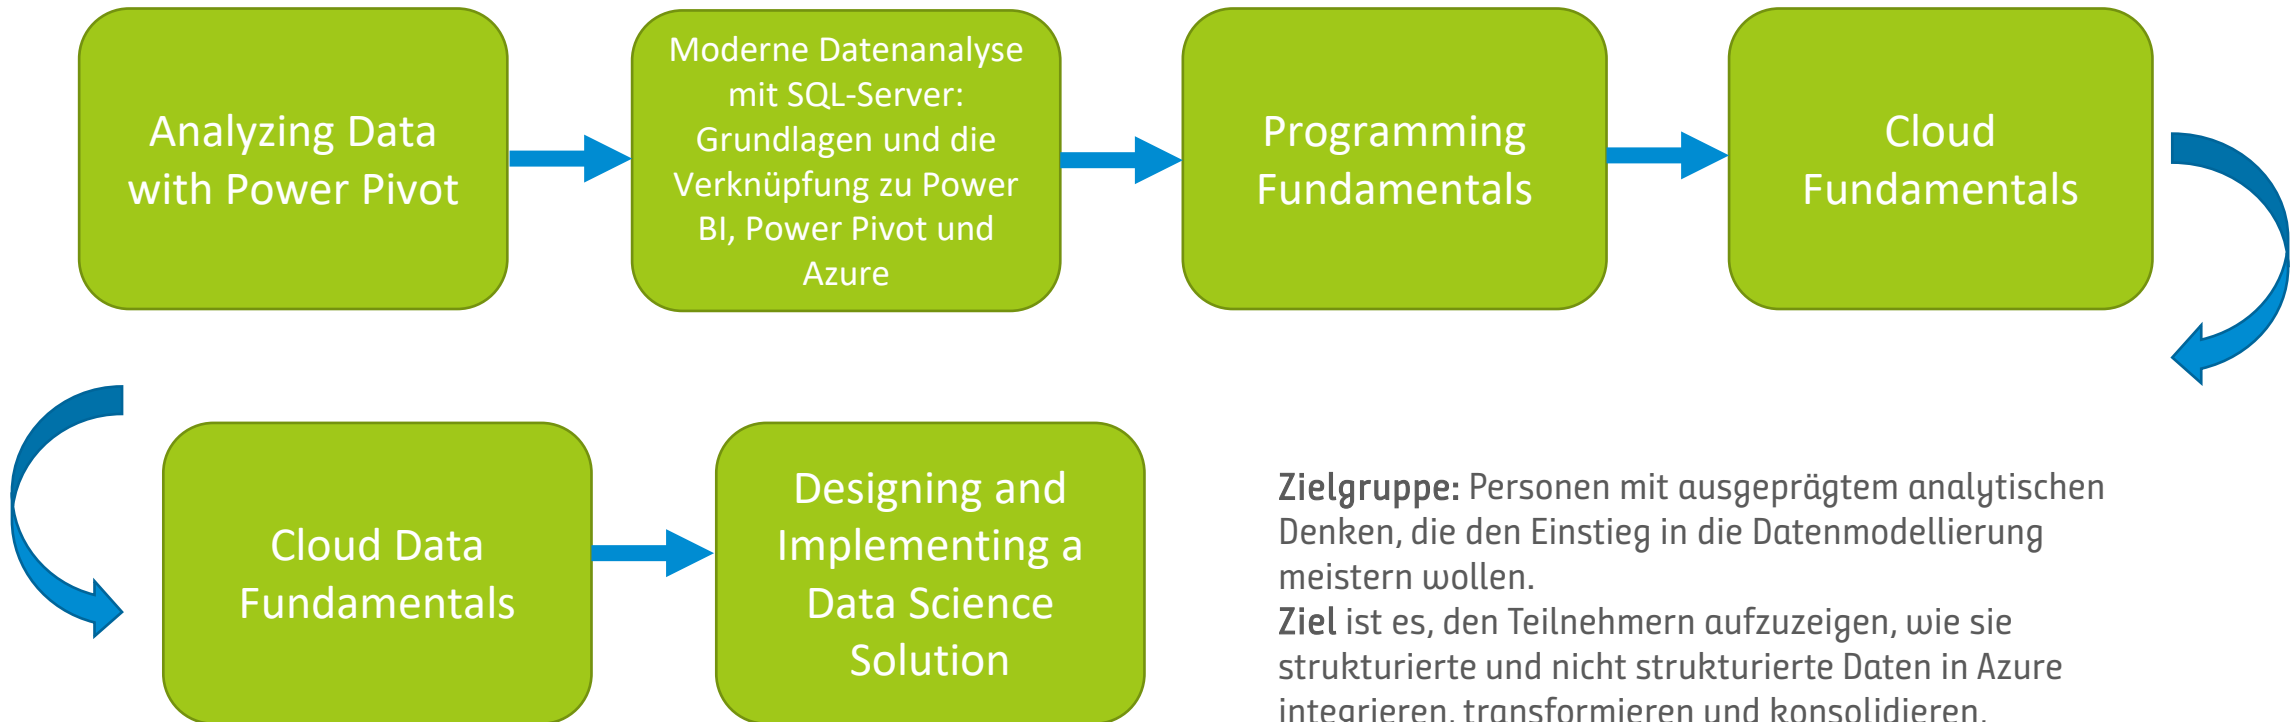 Analyzing Data
with Power Pivot
Moderne Datenanalyse
mit SQL-Server:
Grundlagen und die
Verknüpfung zu Power
BI, Power Pivot und
Azure
Programming
Fundamentals
Cloud
Fundamentals
Cloud Data
Fundamentals
Designing and
Implementing a
Data Science
Solution
Zielgruppe: Personen mit ausgeprägtem analytischen
Denken, die den Einstieg in die Datenmodellierung
meistern wollen.
Ziel ist es, den Teilnehmern aufzuzeigen, wie sie
strukturierte und nicht strukturierte Daten in Azure
integrieren, transformieren und konsolidieren.